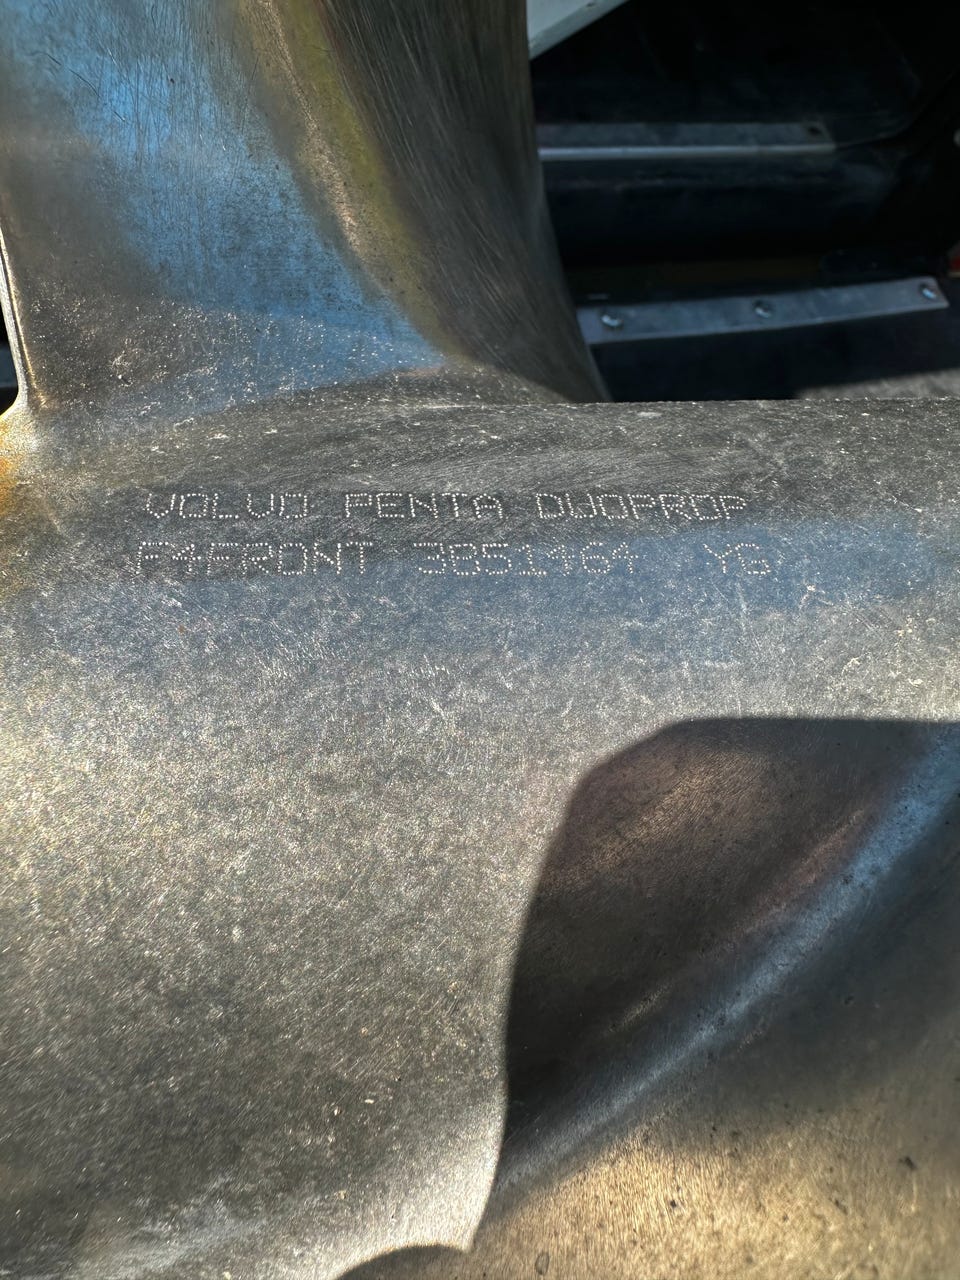 VOLVO PENTA DUOPROP
F4FRONT 3851464 YG